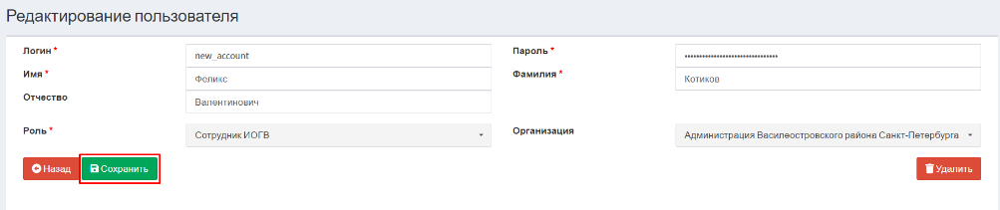 Редактирование пользователя
Логин * new_account Пароль * ••••••••••••••••••••••••••••••••
Имя * Феликс Фамилия * Котиков
Отчество Валентинович
Роль * Сотрудник ИОГВ Организация Администрация Василеостровского района Санкт-Петербурга
Назад Сохранить Удалить